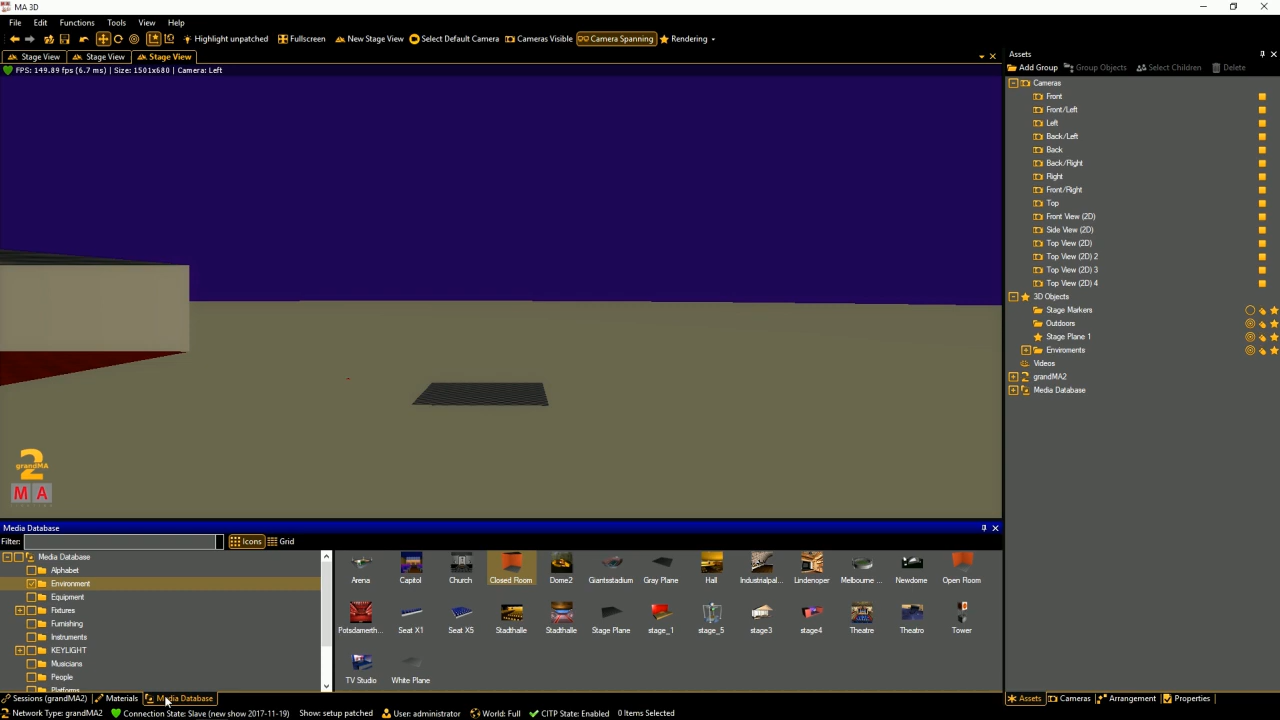 MA 3D
File Edit Functions Tools View Help
Highlight unpatched Fullscreen New Stage View Select Default Camera Cameras Visible Camera Spanning Rendering
Stage View Stage View Stage View
FPS: 149.89 fps (6.7 ms) | Size: 1501x680 | Camera: Left
Assets
Add Group Group Objects Select Children Delete
Cameras
Front
Front/Left
Left
Back/Left
Back
Back/Right
Right
Front/Right
Top
Front View (2D)
Side View (2D)
Top View (2D)
Top View (2D) 2
Top View (2D) 3
Top View (2D) 4
3D Objects
Stage Markers
Outdoors
Stage Plane 1
Enviroments
Videos
grandMA2
Media Database
2
grandMA
M A
Media Database
Filter: Icons Grid
Media Database
Alphabet
Environment
Equipment
Fixtures
Furnishing
Instruments
KEYLIGHT
Musicians
People
Platforms
Arena Capitol Church Closed Room Dome2 Giantsstadium Gray Plane Hall Industrialpal... Lindenoper Melbourne ... Newdome Open Room
Potsdamerth... Seat X1 Seat X5 Stadthalle Stadthalle Stage Plane stage_1 stage_5 stage3 stage4 Theatre Theatro Tower
TV Studio White Plane
Sessions (grandMA2) Materials Media Database
Assets Cameras Arrangement Properties
Network Type: grandMA2 Connection State: Slave (new show 2017-11-19) Show: setup patched User: administrator World: Full CITP State: Enabled 0 Items Selected